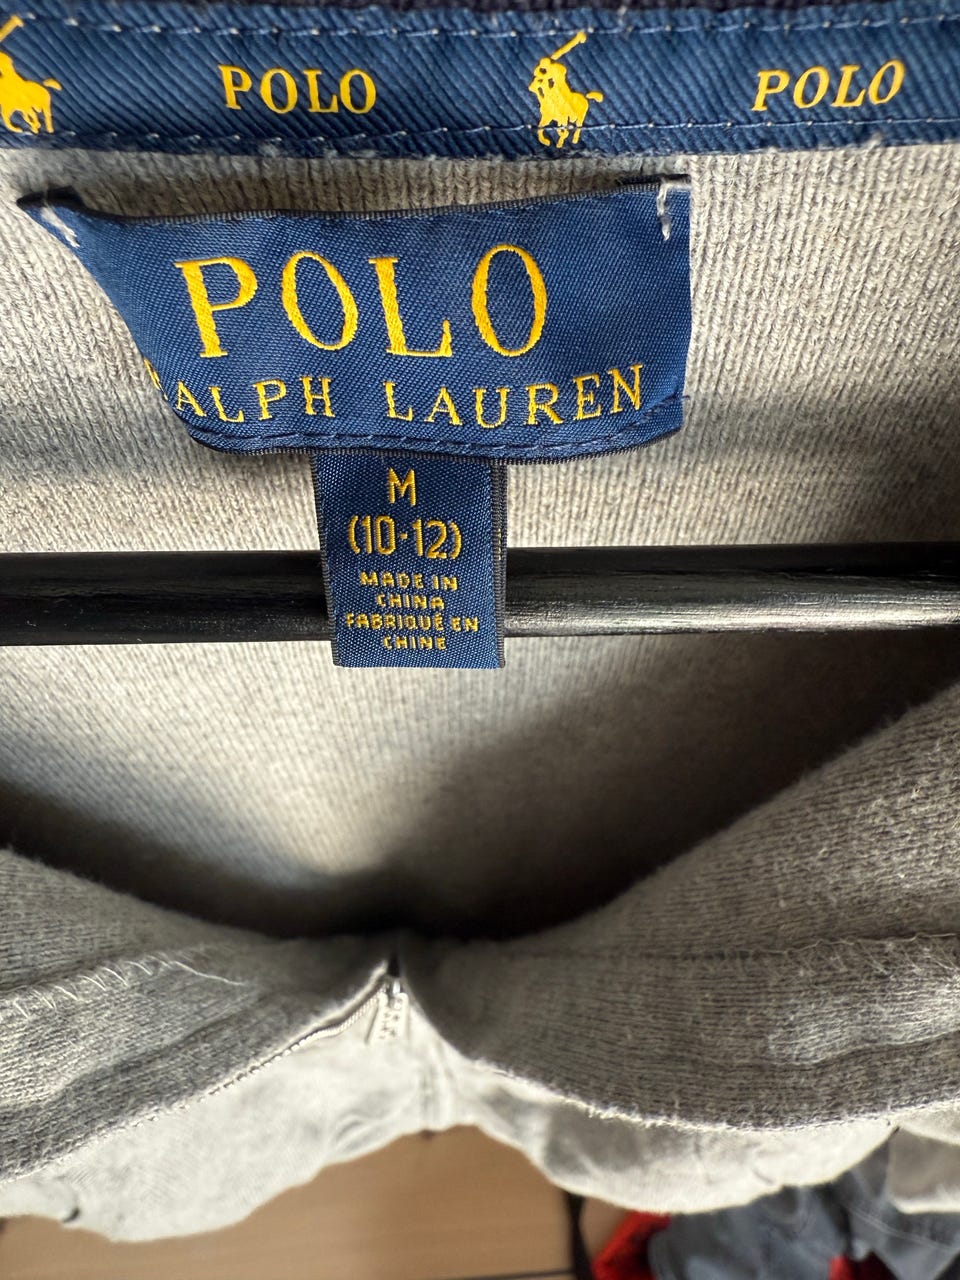 POLO POLO
POLO
RALPH LAUREN
M
(10-12)
MADE IN
CHINA
FABRIQUÉ EN
CHINE